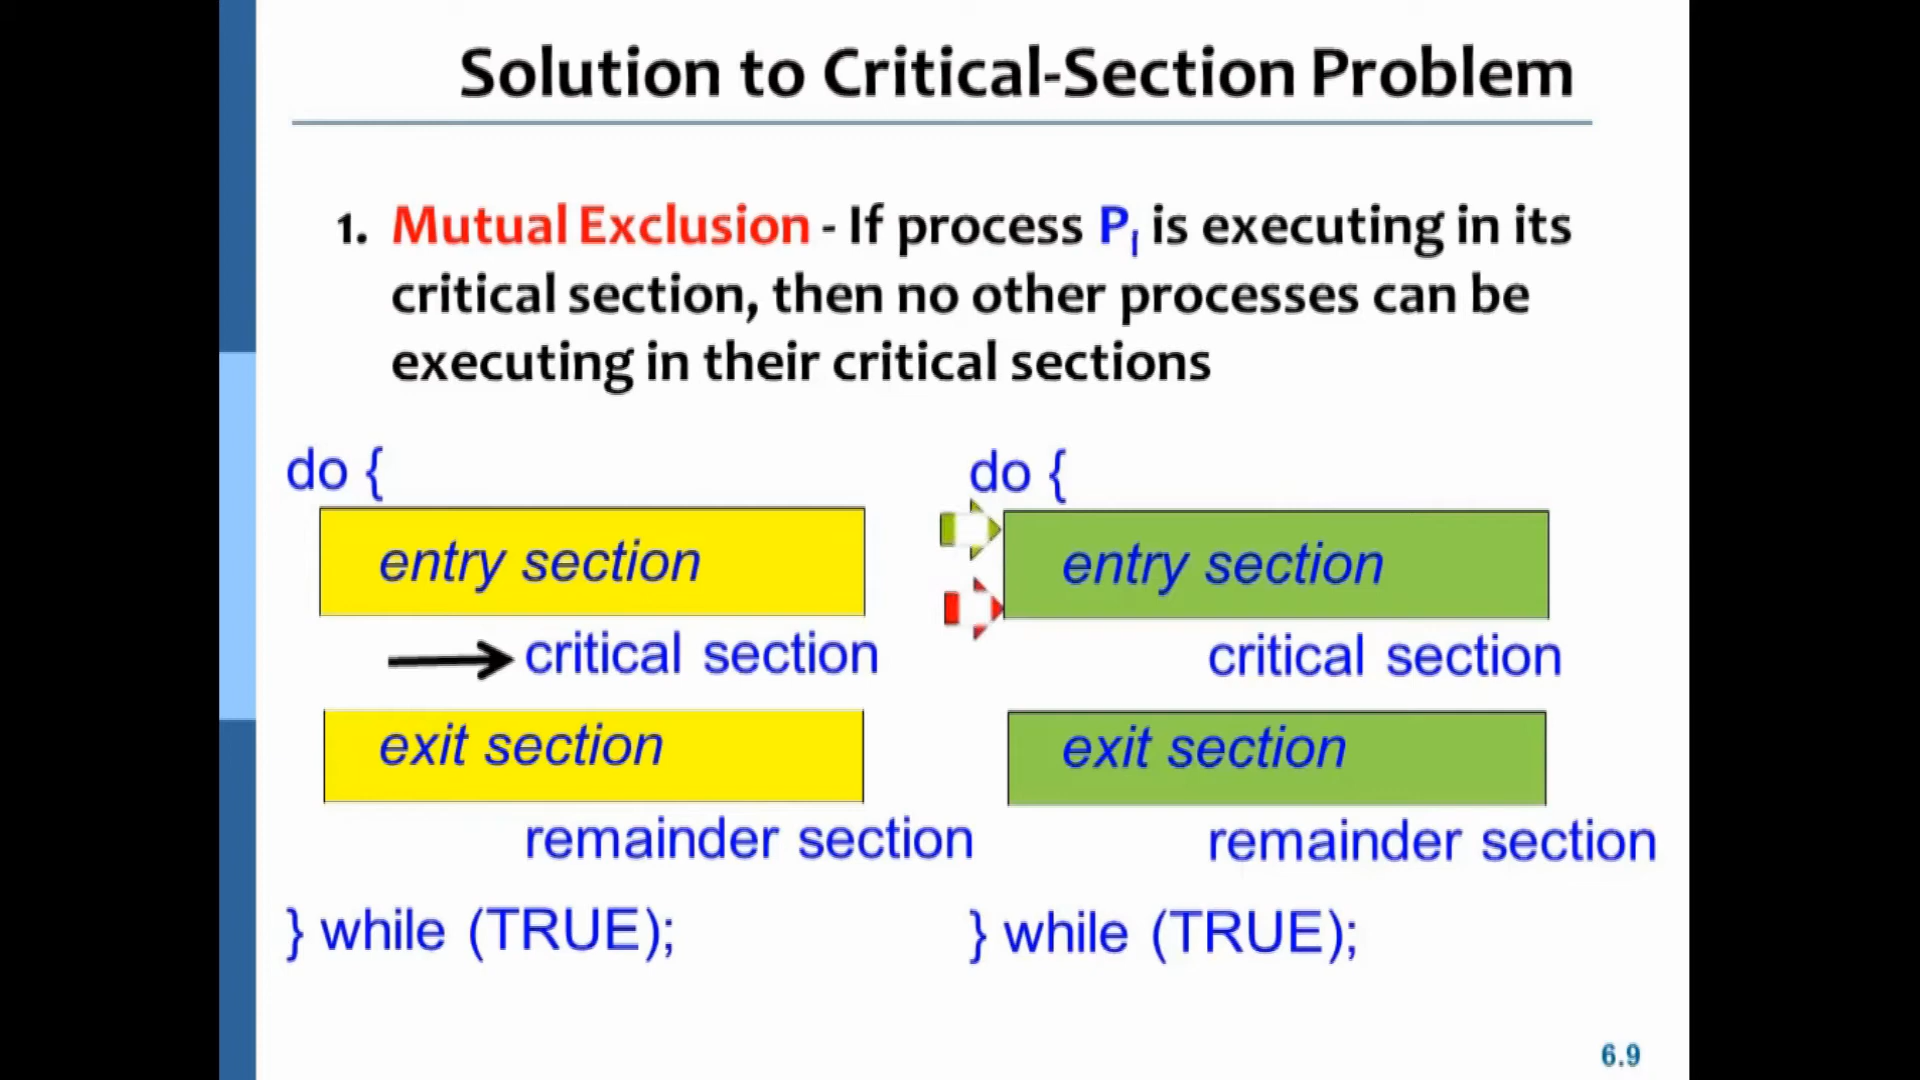 Solution to Critical-Section Problem
1. Mutual Exclusion - If process Pi is executing in its
critical section, then no other processes can be
executing in their critical sections
do {
entry section
critical section
exit section
remainder section
} while (TRUE);
do {
entry section
critical section
exit section
remainder section
} while (TRUE);
6.9